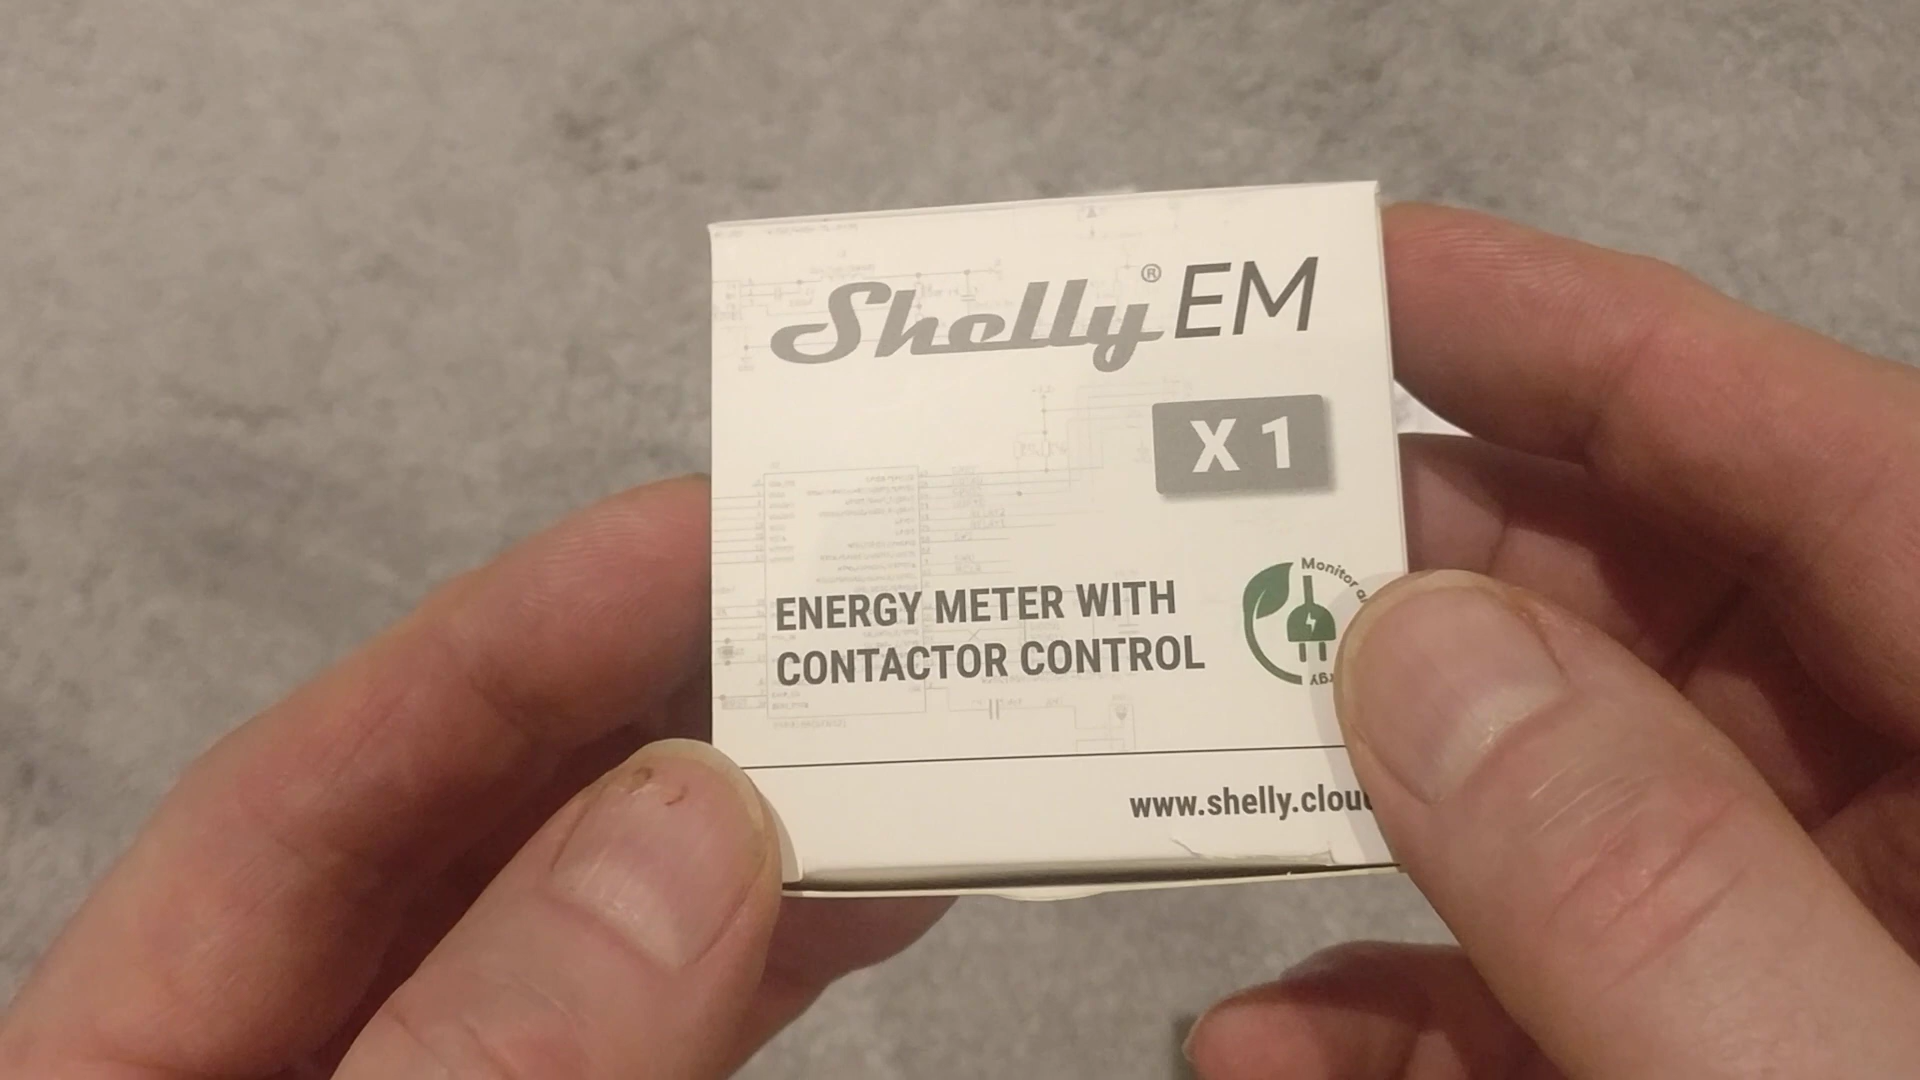 Shelly® EM
X 1
ENERGY METER WITH
CONTACTOR CONTROL
Monitor
www.shelly.clou